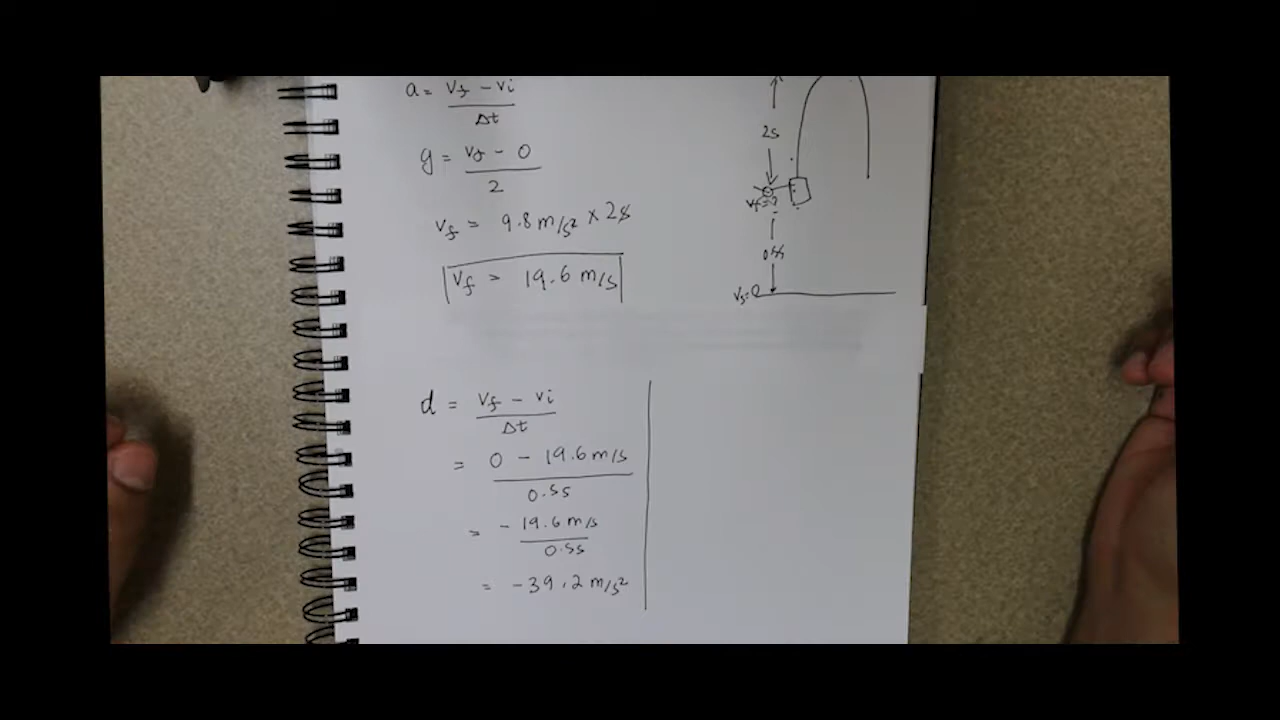 a = Vf - Vi
Δt
g = Vf - 0
2
Vf = 9.8 m/s² × 2s
Vf = 19.6 m/s
d = Vf - Vi
Δt
= 0 - 19.6 m/s
0.5s
= - 19.6 m/s
0.5s
= -39.2 m/s²
2s
Vf = ?
0.5s
Vf = 0